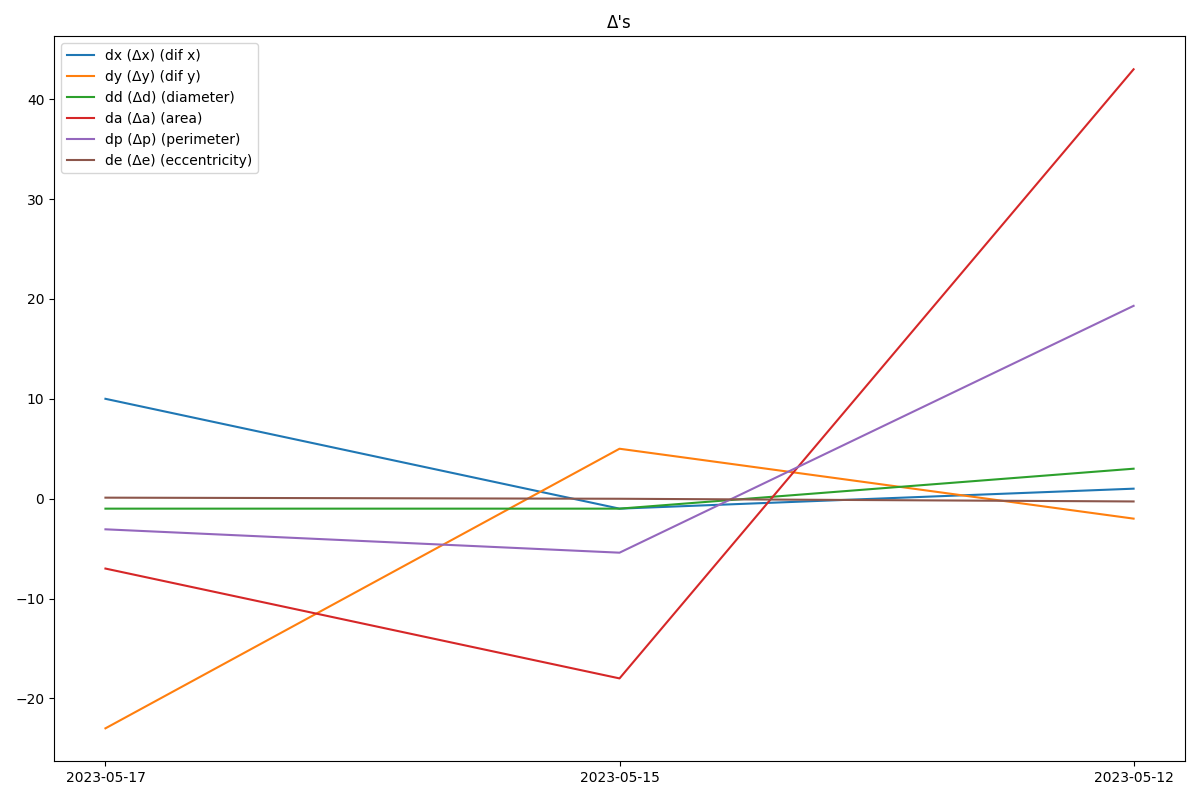 Δ's
dx (Δx) (dif x)
dy (Δy) (dif y)
dd (Δd) (diameter)
da (Δa) (area)
dp (Δp) (perimeter)
de (Δe) (eccentricity)
40
30
20
10
0
−10
−20
2023-05-17 2023-05-15 2023-05-12